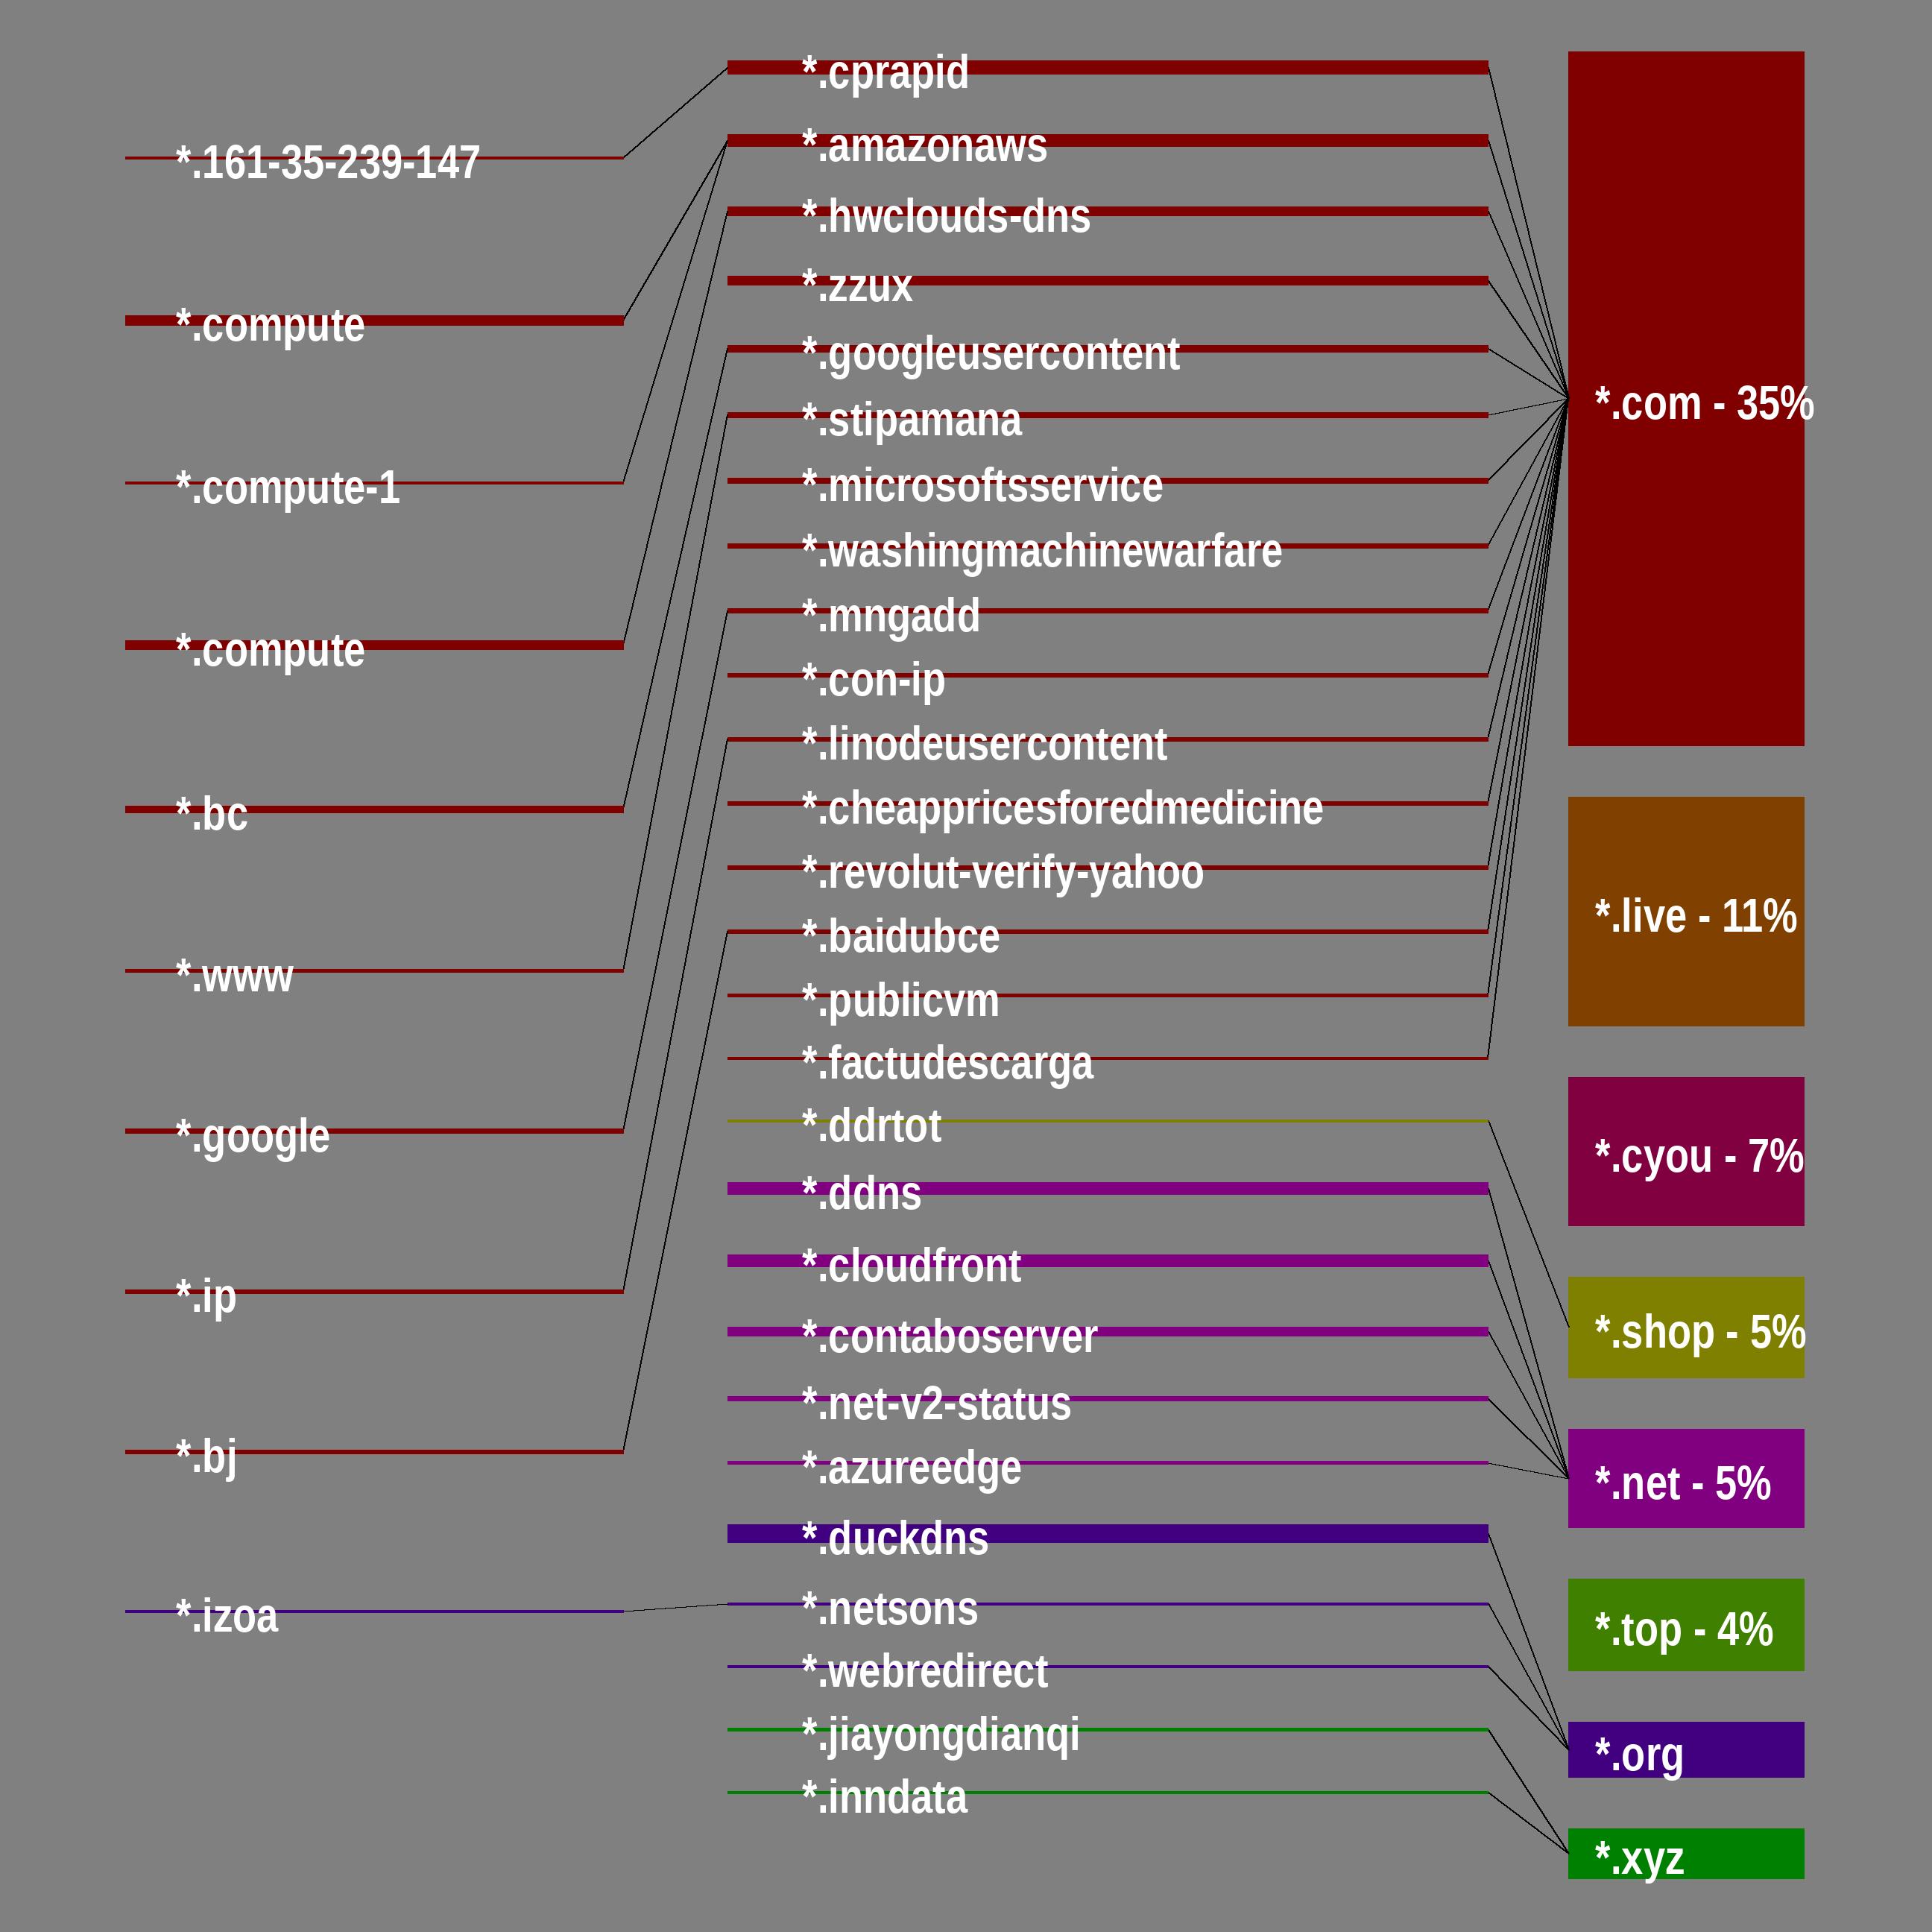 *.161-35-239-147
*.compute
*.compute-1
*.compute
*.bc
*.www
*.google
*.ip
*.bj
*.izoa
*.cprapid
*.amazonaws
*.hwclouds-dns
*.zzux
*.googleusercontent
*.stipamana
*.microsoftsservice
*.washingmachinewarfare
*.mngadd
*.con-ip
*.linodeusercontent
*.cheappricesforedmedicine
*.revolut-verify-yahoo
*.baidubce
*.publicvm
*.factudescarga
*.ddrtot
*.ddns
*.cloudfront
*.contaboserver
*.net-v2-status
*.azureedge
*.duckdns
*.netsons
*.webredirect
*.jiayongdianqi
*.inndata
*.com - 35%
*.live - 11%
*.cyou - 7%
*.shop - 5%
*.net - 5%
*.top - 4%
*.org
*.xyz